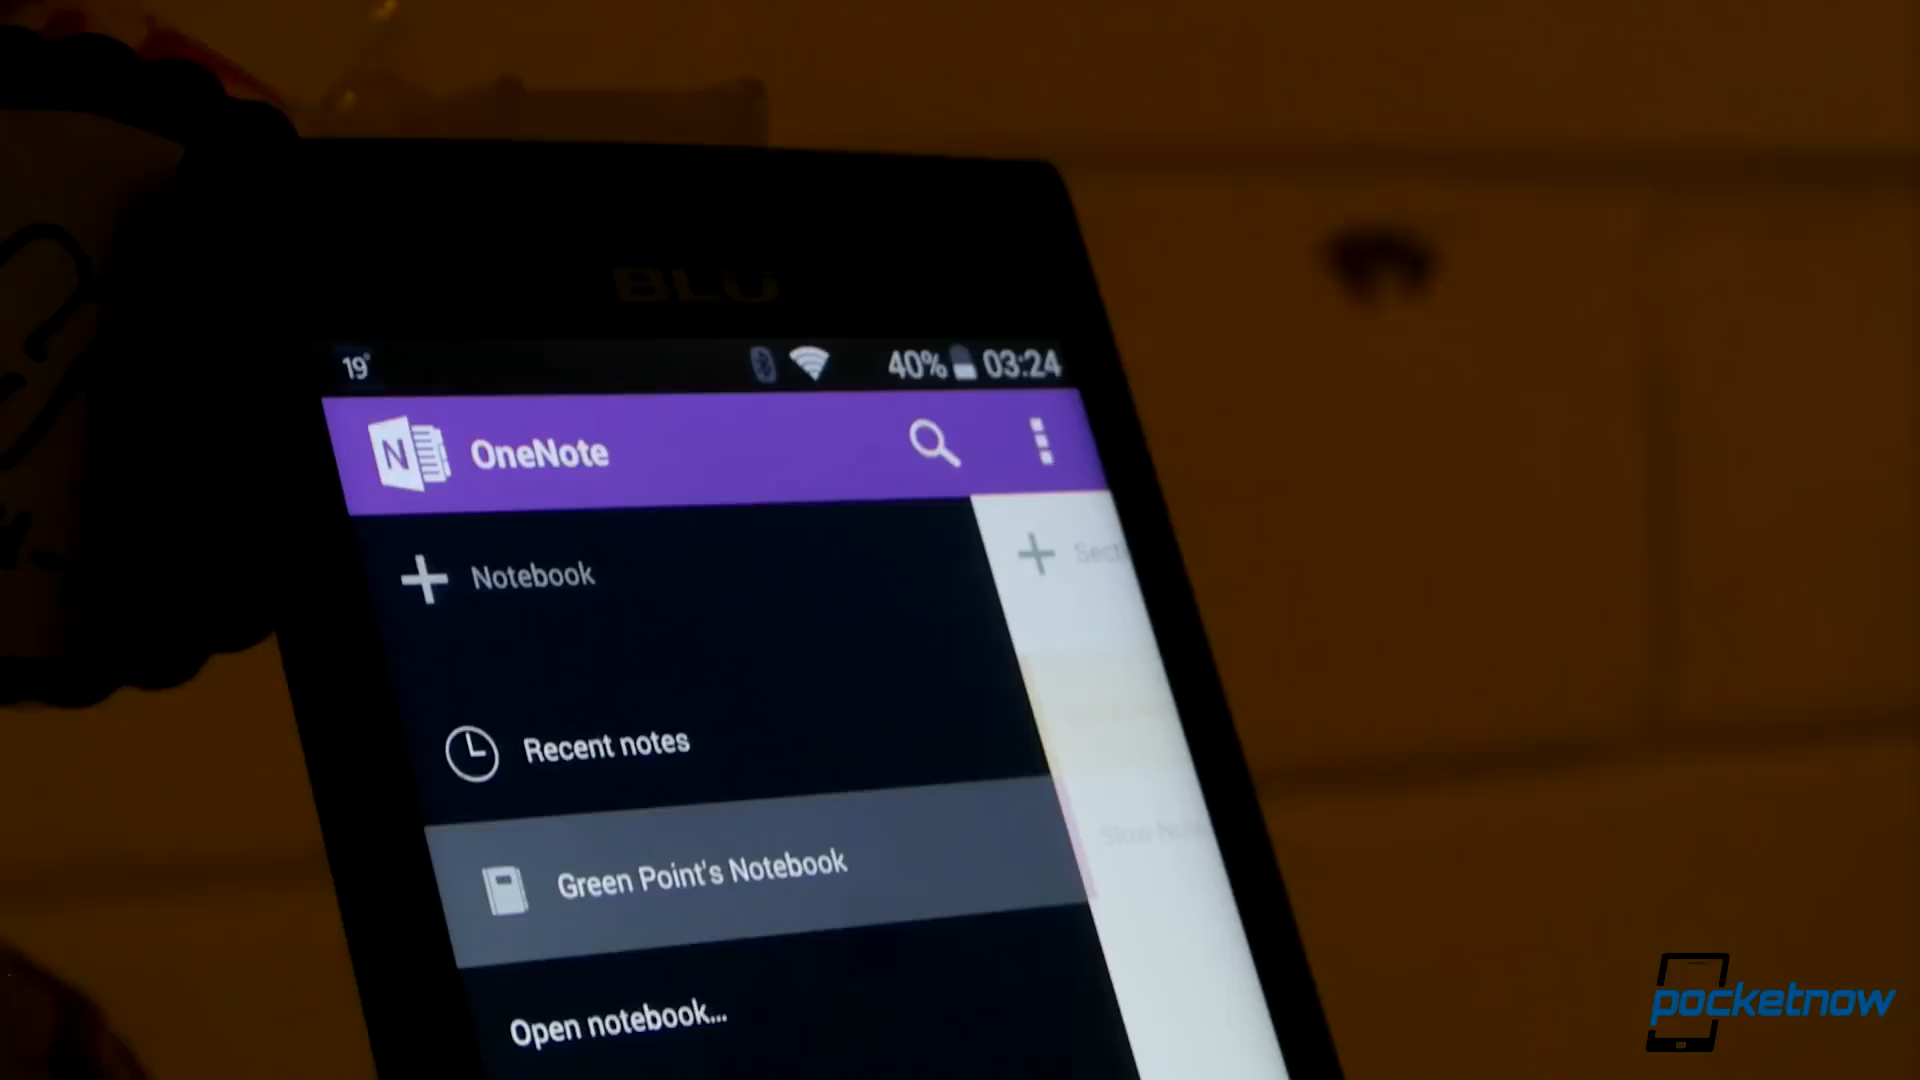 BLU
19°
40% 03:24
N OneNote
Notebook
Recent notes
Green Point's Notebook
Open notebook...
pocketnow